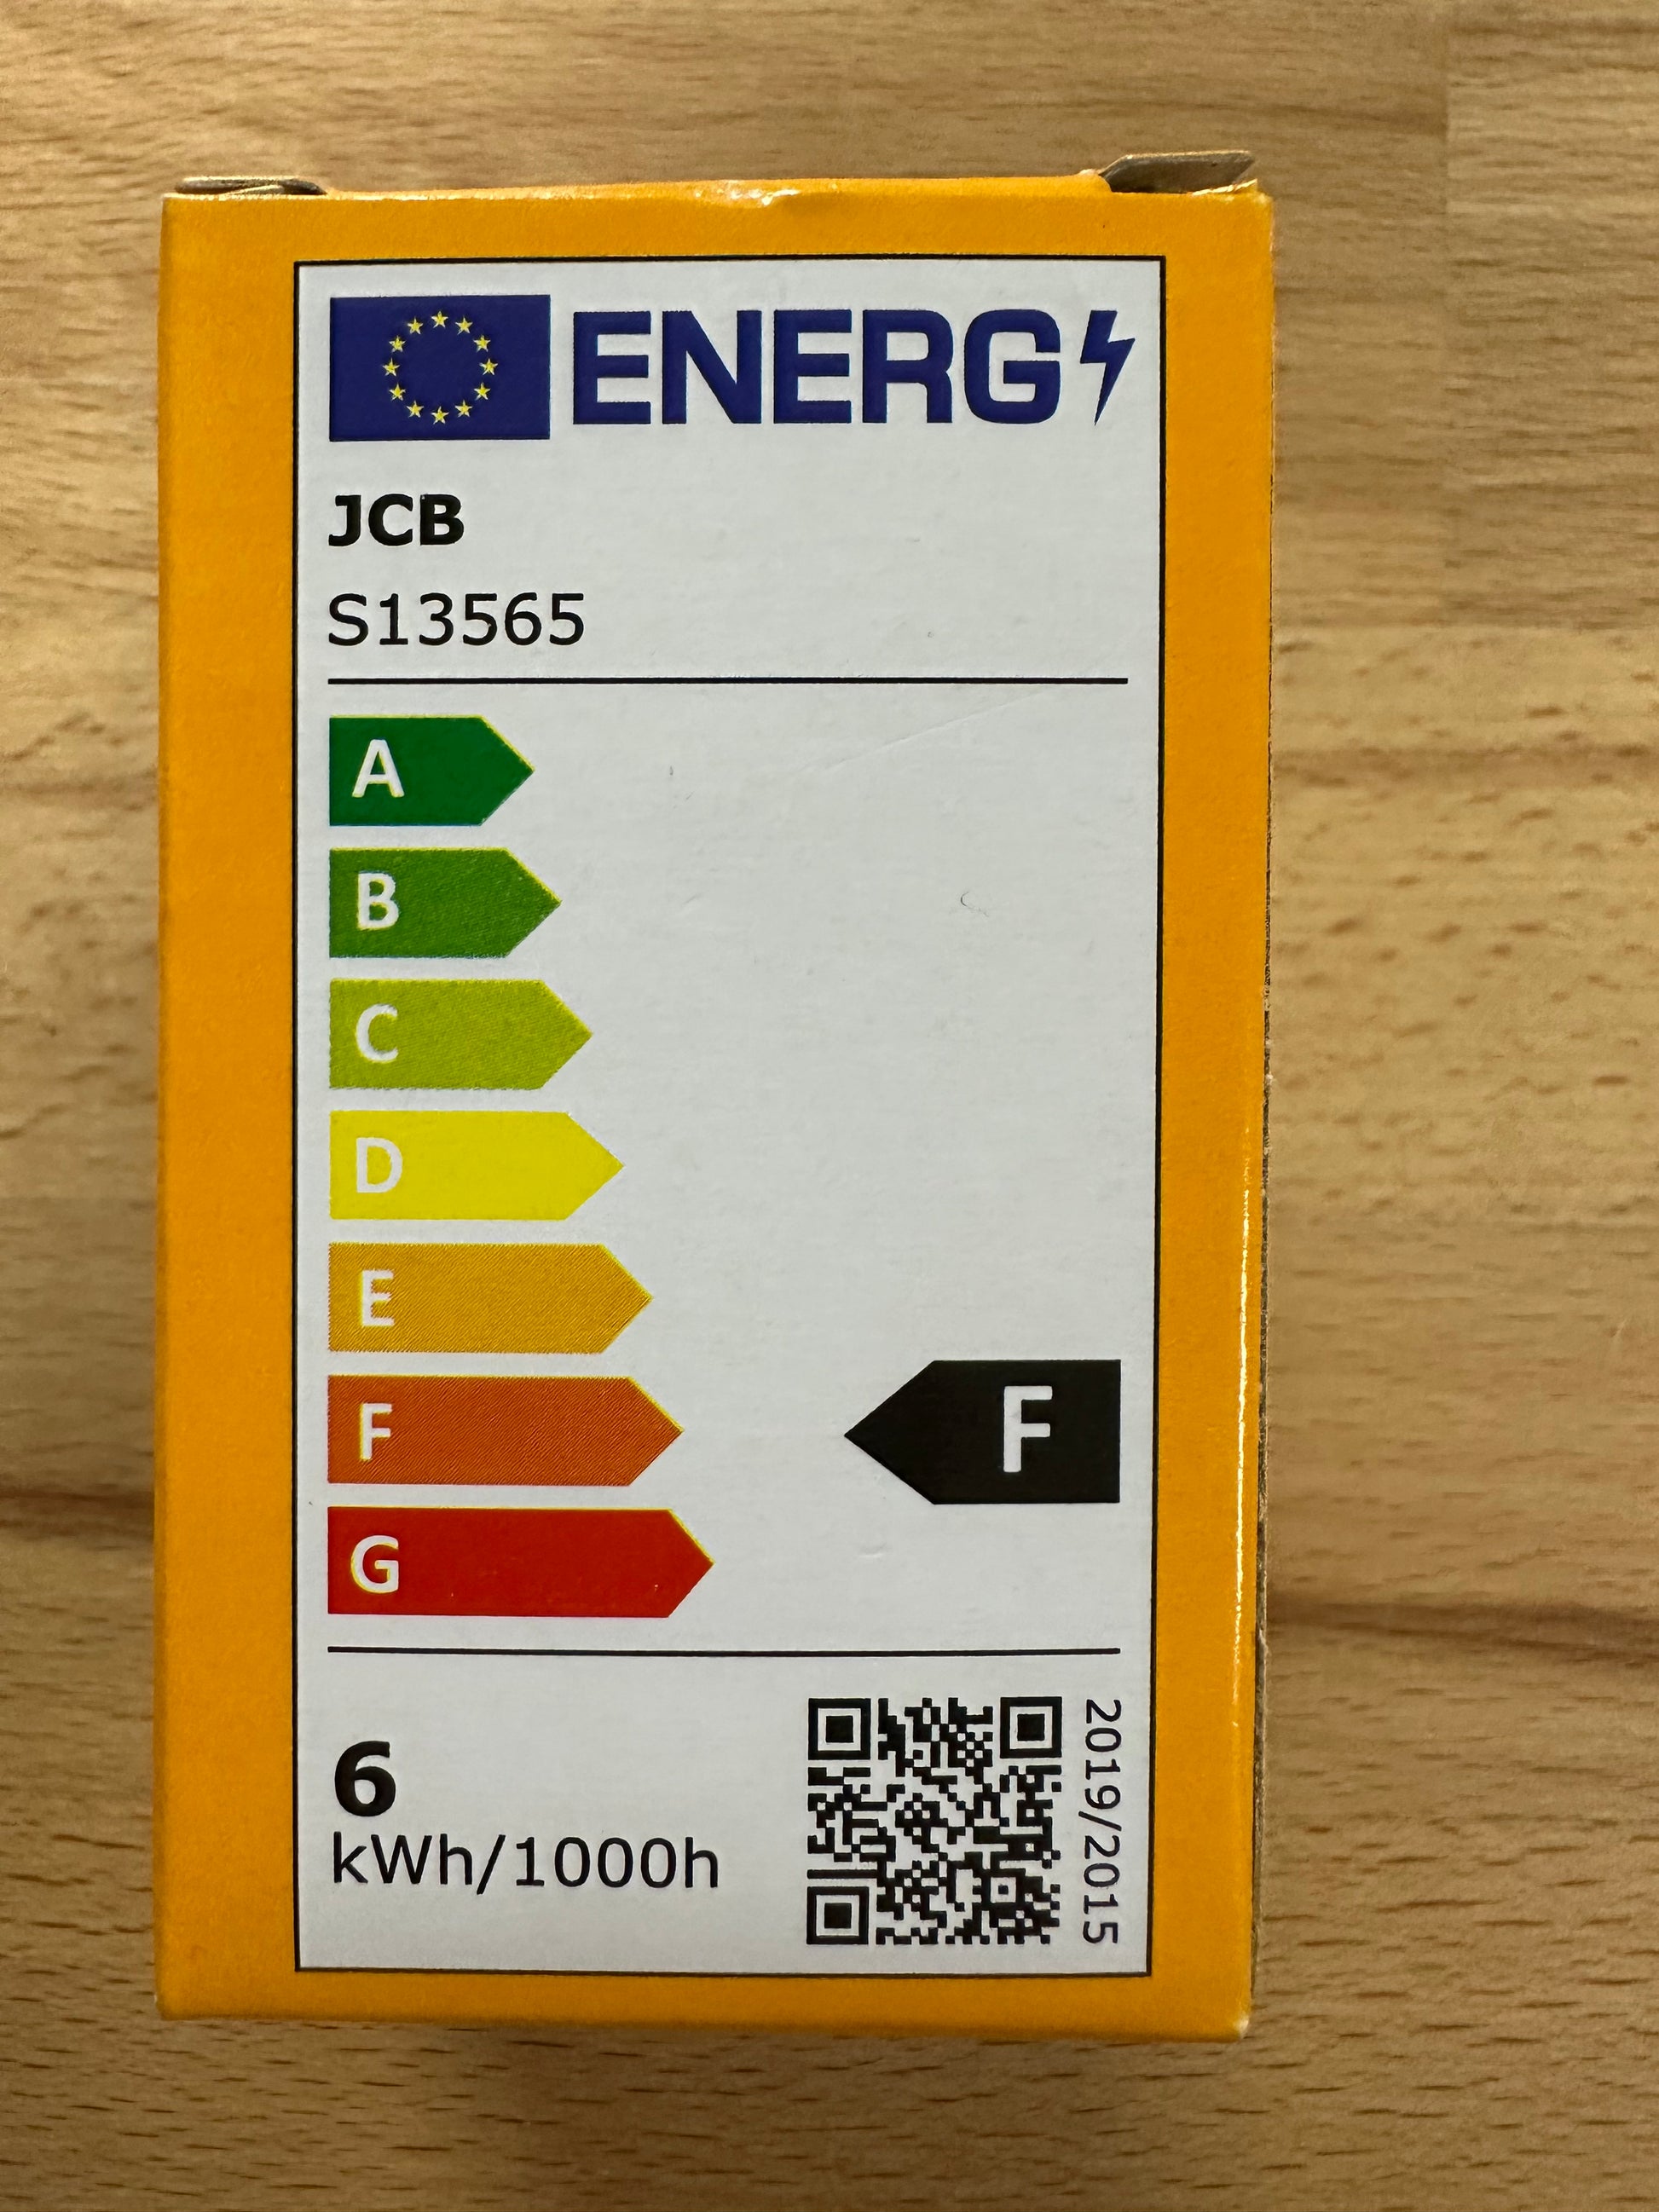 ENERG
JCB
S13565
A
B
C
D
E
F
F
G
6
kWh/1000h
2019/2015